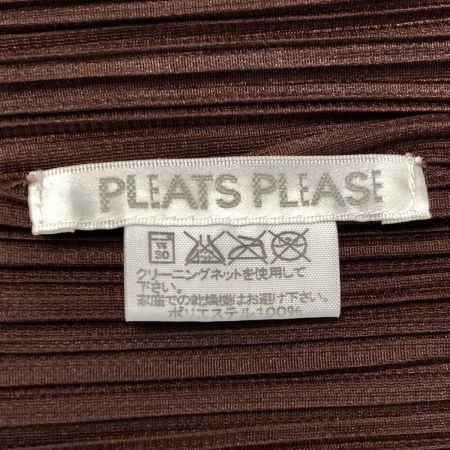 PLEATS PLEASE
クリーニングネットを使用して
下さい。
家庭での乾燥機はお避け下さい。
ポリエステル100%